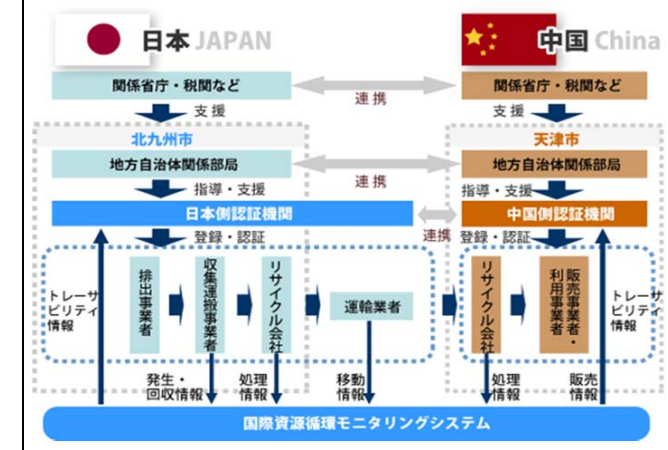 日本 JAPAN
中国 China
関係省庁・税関など
関係省庁・税関など
連携
支援
支援
北九州市
天津市
地方自治体関係部局
地方自治体関係部局
連携
指導・支援
指導・支援
日本側認証機関
中国側認証機関
連携
登録・認証
登録・認証
トレーサ
ビリティ
情報
排出事業者
収集運搬事業者
リサイクル会社
運輸業者
リサイクル会社
販売事業者・
利用事業者
トレーサ
ビリティ
情報
発生・
回収情報
処理
情報
移動
情報
処理
情報
販売
情報
国際資源循環モニタリングシステム